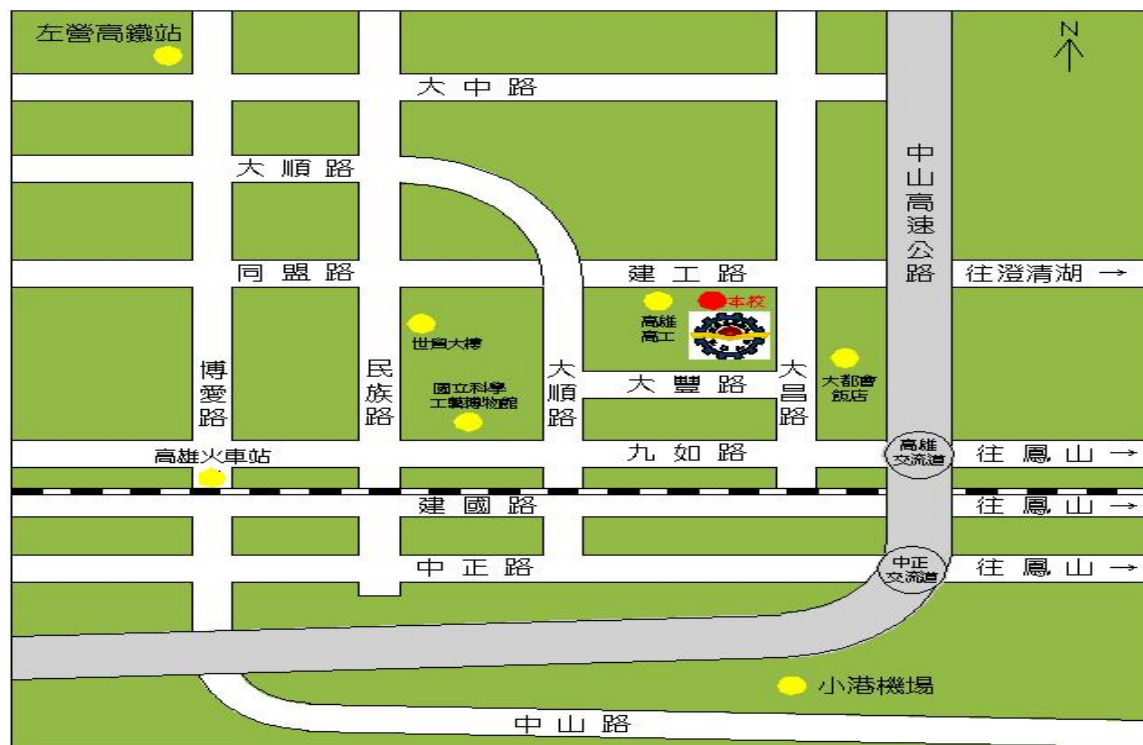 左營高鐵站
N
大中路
大順路
中山高速公路
同盟路
建工路
往澄清湖→
本校
高雄
高工
世貿大樓
博愛路
民族路
國立科學
工藝博物館
大順路
大豐路
大昌路
大都會
飯店
高雄火車站
九如路
高雄
交流道
往鳳山→
建國路
往鳳山→
中正路
中正
交流道
往鳳山→
小港機場
中山路